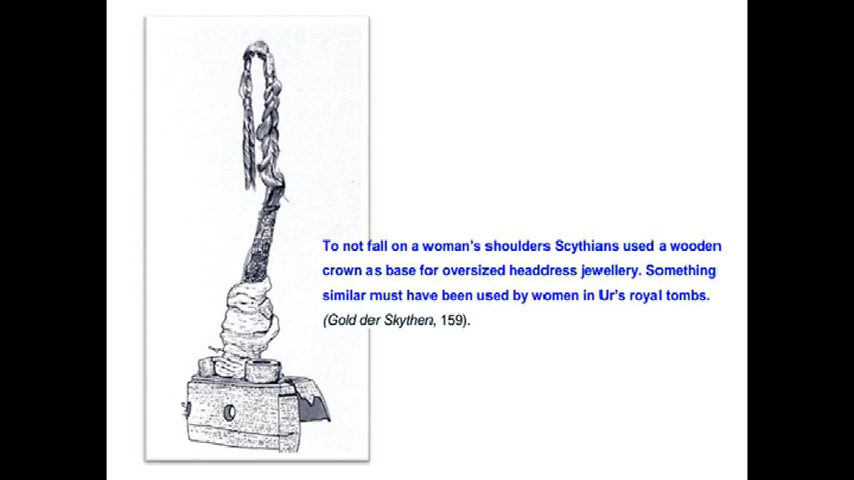 To not fall on a woman's shoulders Scythians used a wooden
crown as base for oversized headdress jewellery. Something
similar must have been used by women in Ur's royal tombs.
(Gold der Skythen, 159).